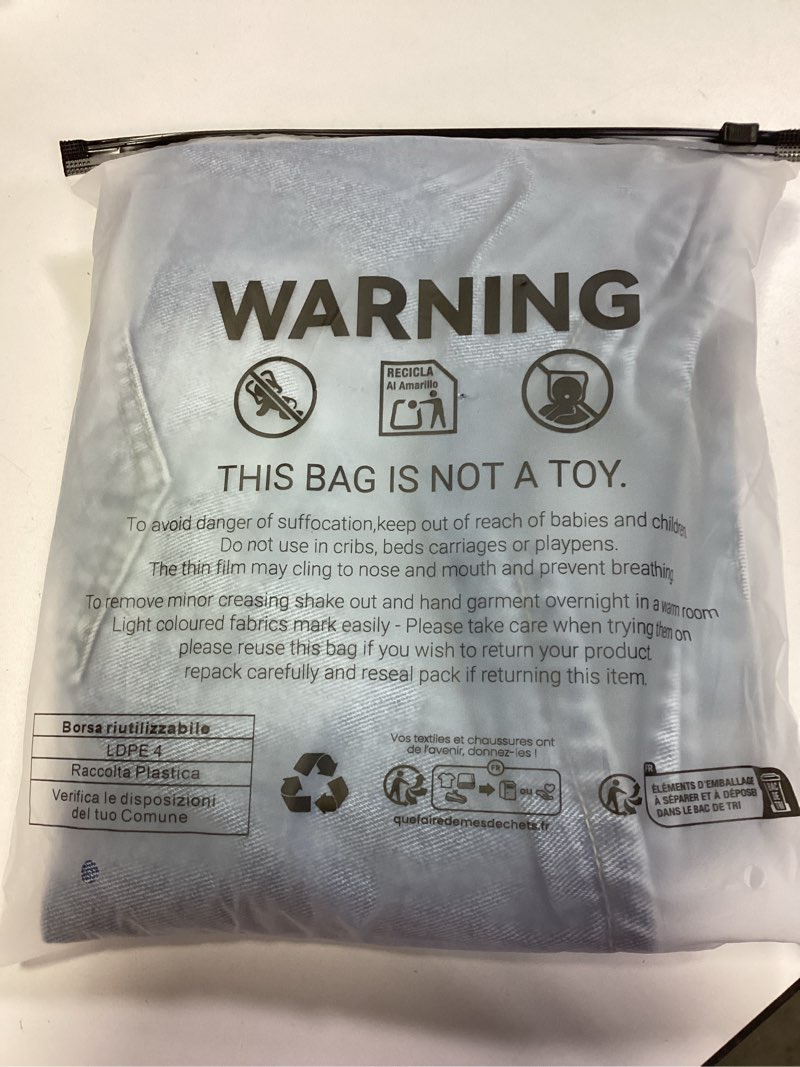 WARNING
RECICLA
Al Amarillo
THIS BAG IS NOT A TOY.
To avoid danger of suffocation,keep out of reach of babies and children
Do not use in cribs, beds carriages or playpens.
The thin film may cling to nose and mouth and prevent breathing
To remove minor creasing shake out and hand garment overnight in a warm room
Light coloured fabrics mark easily - Please take care when trying them on
please reuse this bag if you wish to return your product
repack carefully and reseal pack if returning this item.
Borsa riutilizzabile
LDPE 4
Raccolta Plastica
Verifica le disposizioni
del tuo Comune
Vos textiles et chaussures ont
de l'avenir, donnez-les !
FR
ou
quefairedemesdechets.fr
FR
ÉLÉMENTS D'EMBALLAGE
À SÉPARER ET À DÉPOSE
DANS LE BAC DE TRI